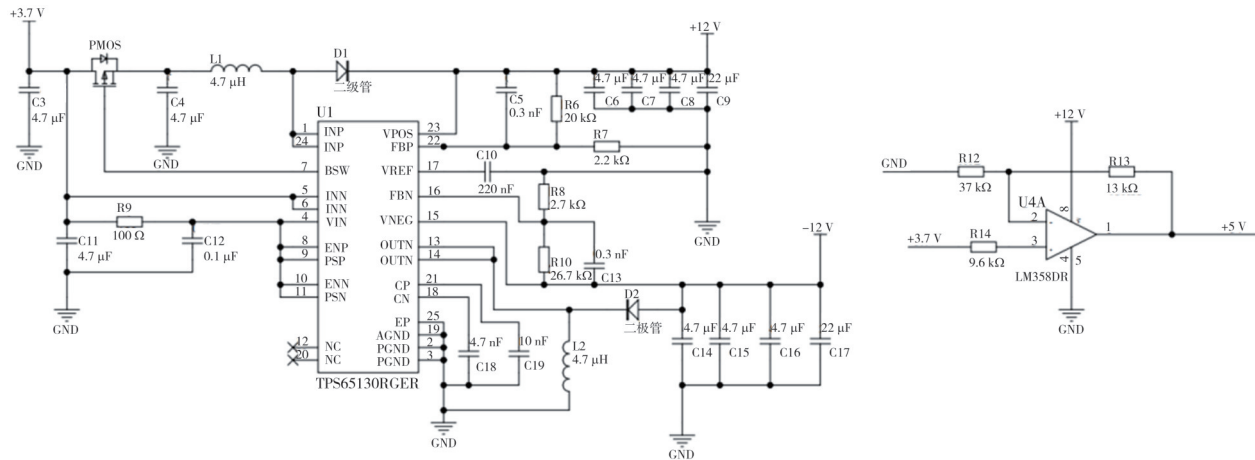 +3.7 V
PMOS
C3
4.7 μF
GND
C4
4.7 μF
GND
L1
4.7 μH
D1
二级管
+12 V
C5
0.3 nF
R6
20 kΩ
4.7 μF 4.7 μF 4.7 μF 22 μF
C6 C7 C8 C9
R7
2.2 kΩ
U1
1 INP VPOS 23
24 INP FBP 22
7 BSW VREF 17
5 INN FBN 16
6 INN
4 VIN VNEG 15
8 ENP OUTN 13
9 PSP OUTN 14
10 ENN CP 21
11 PSN CN 18
EP 25
AGND 19
12 NC PGND 2
20 NC PGND 3
TPS65130RGER
C10
220 nF
R8
2.7 kΩ
R10
26.7 kΩ
0.3 nF
C13
GND
R9
100 Ω
C11
4.7 μF
C12
0.1 μF
GND
-12 V
D2
二极管
L2
4.7 μH
4.7 nF
C18
10 nF
C19
GND
4.7 μF 4.7 μF 4.7 μF 22 μF
C14 C15 C16 C17
GND
+12 V
GND
R12
37 kΩ
R13
13 kΩ
U4A
8
2
3
1
4
5
+3.7 V
R14
9.6 kΩ
LM358DR
+5 V
GND